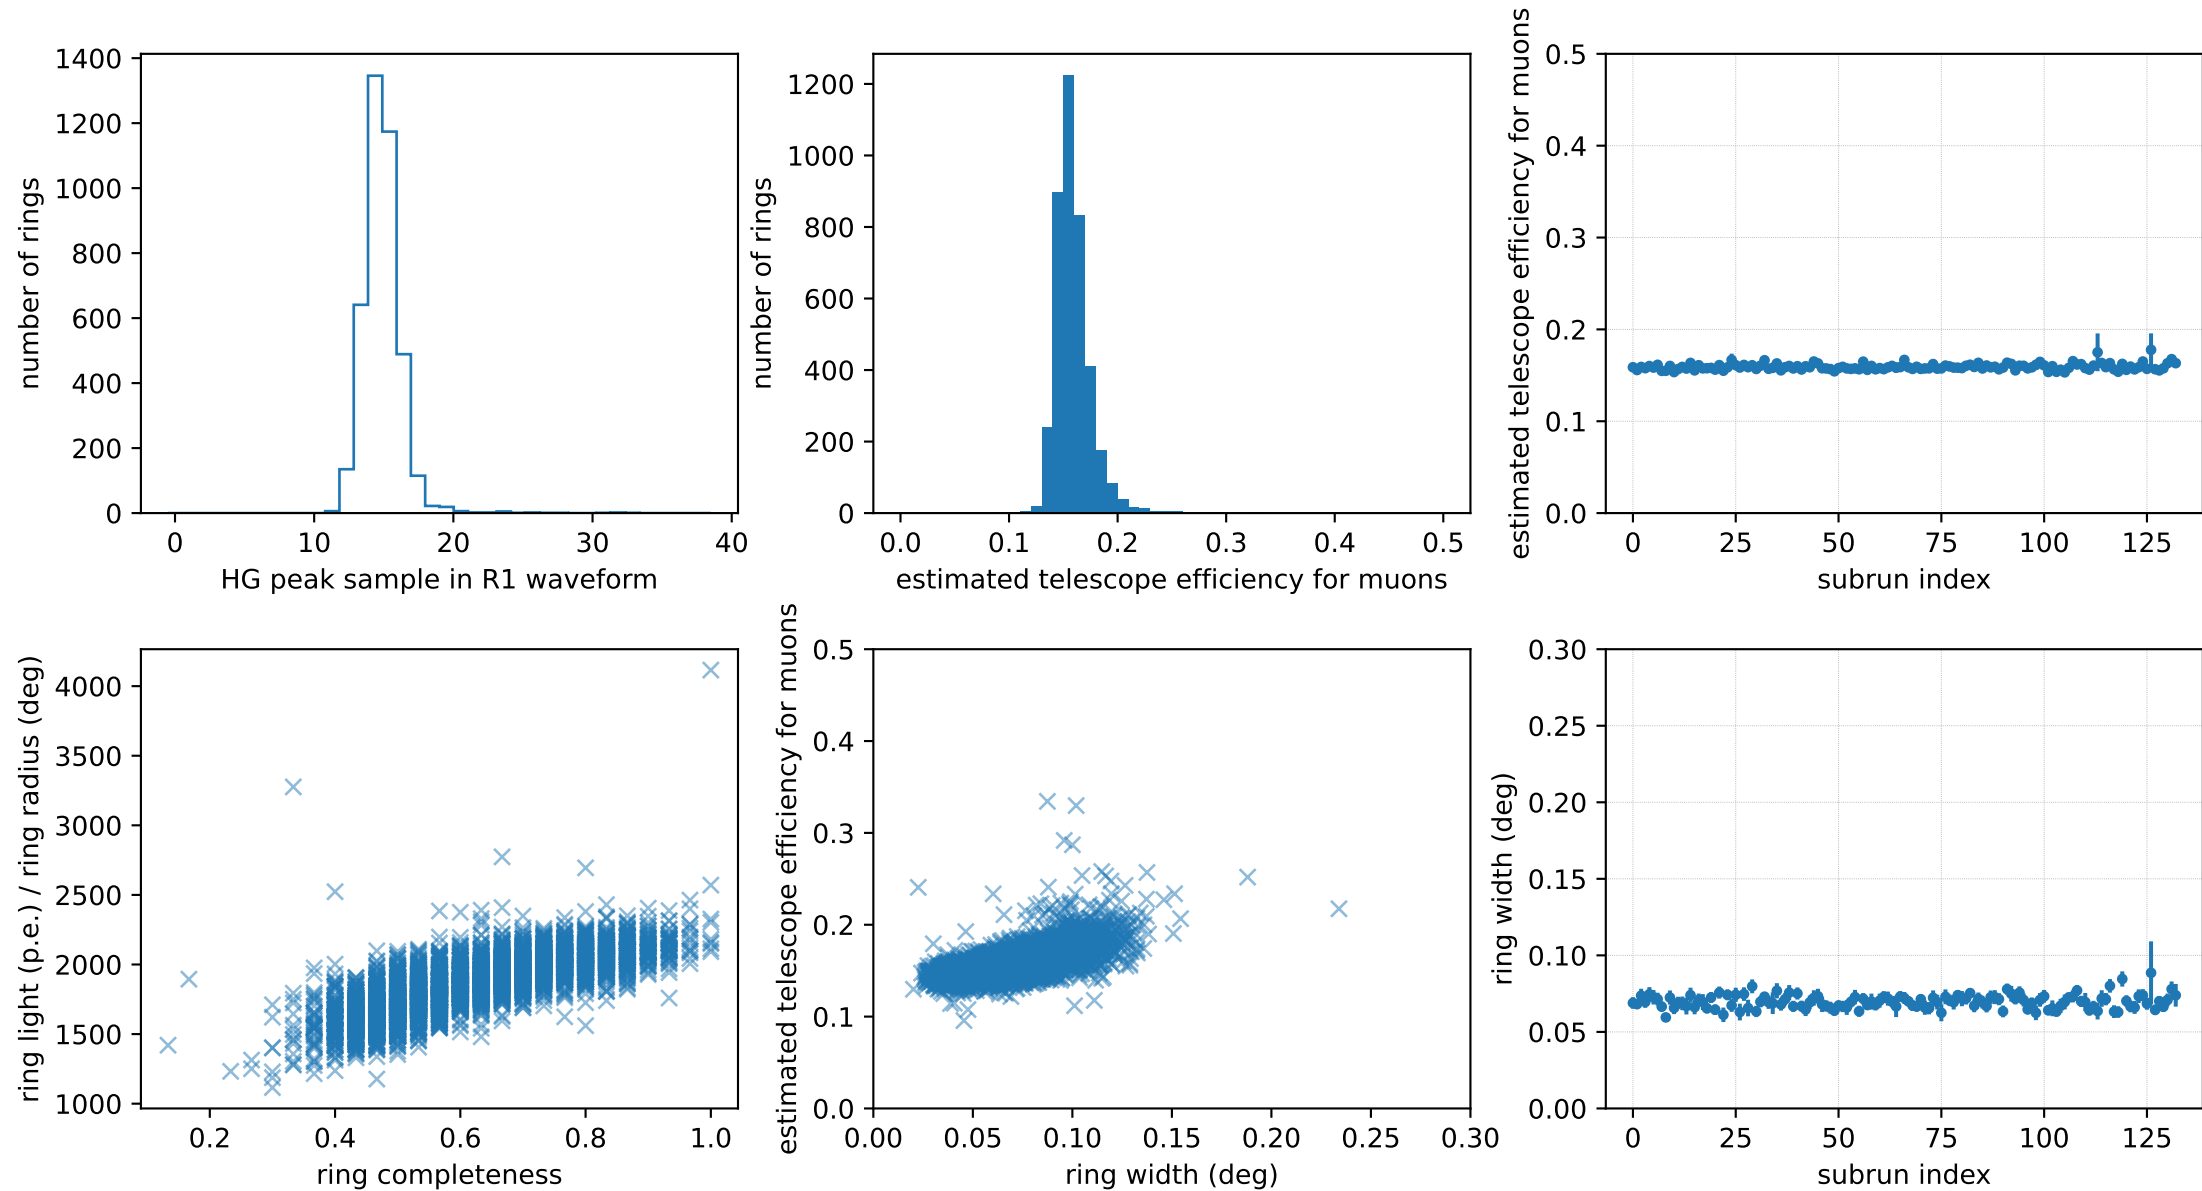 1400
1200
1000
800
600
400
200
0
number of rings
0 10 20 30 40
HG peak sample in R1 waveform
1200
1000
800
600
400
200
0
number of rings
0.0 0.1 0.2 0.3 0.4 0.5
estimated telescope efficiency for muons
0.5
0.4
0.3
0.2
0.1
0.0
estimated telescope efficiency for muons
0 25 50 75 100 125
subrun index
4000
3500
3000
2500
2000
1500
1000
ring light (p.e.) / ring radius (deg)
0.2 0.4 0.6 0.8 1.0
ring completeness
0.5
0.4
0.3
0.2
0.1
0.0
estimated telescope efficiency for muons
0.00 0.05 0.10 0.15 0.20 0.25 0.30
ring width (deg)
0.30
0.25
0.20
0.15
0.10
0.05
0.00
ring width (deg)
0 25 50 75 100 125
subrun index